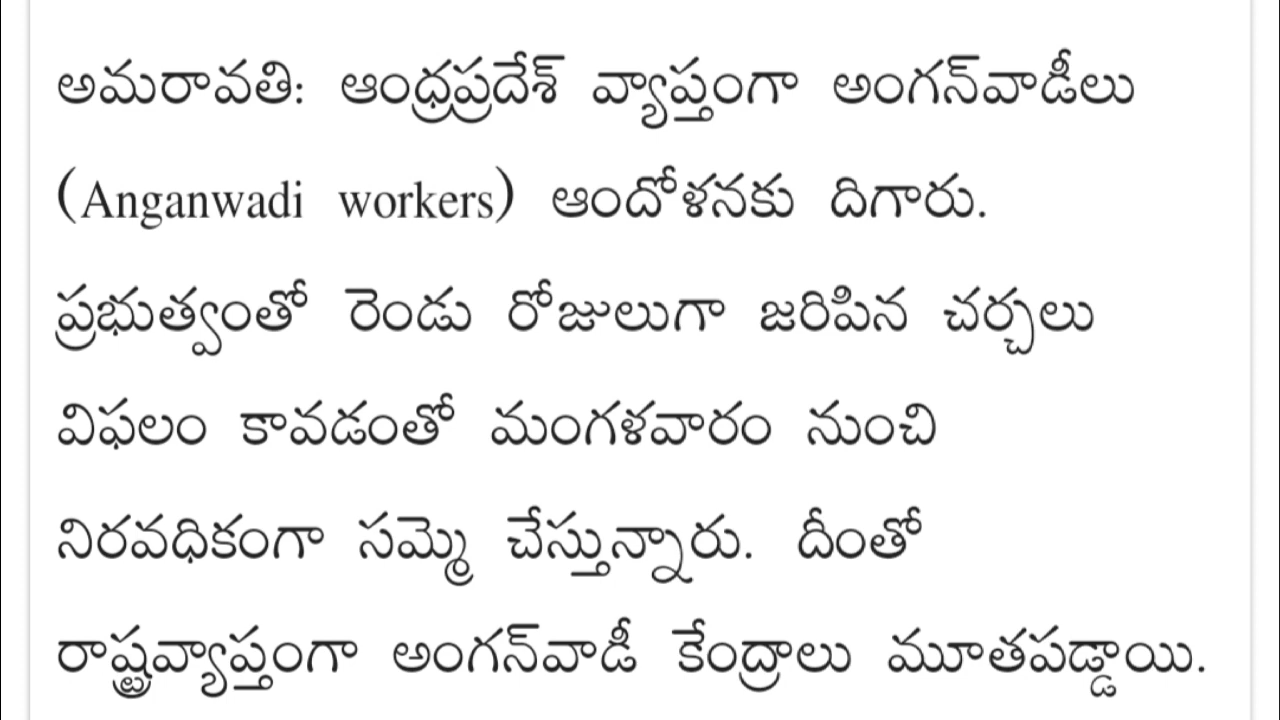 అమరావతి: ఆంధ్రప్రదేశ్ వ్యాప్తంగా అంగన్‌వాడీలు
(Anganwadi workers) ఆందోళనకు దిగారు.
ప్రభుత్వంతో రెండు రోజులుగా జరిపిన చర్చలు
విఫలం కావడంతో మంగళవారం నుంచి
నిరవధికంగా సమ్మె చేస్తున్నారు. దీంతో
రాష్ట్రవ్యాప్తంగా అంగన్‌వాడీ కేంద్రాలు మూతపడ్డాయి.